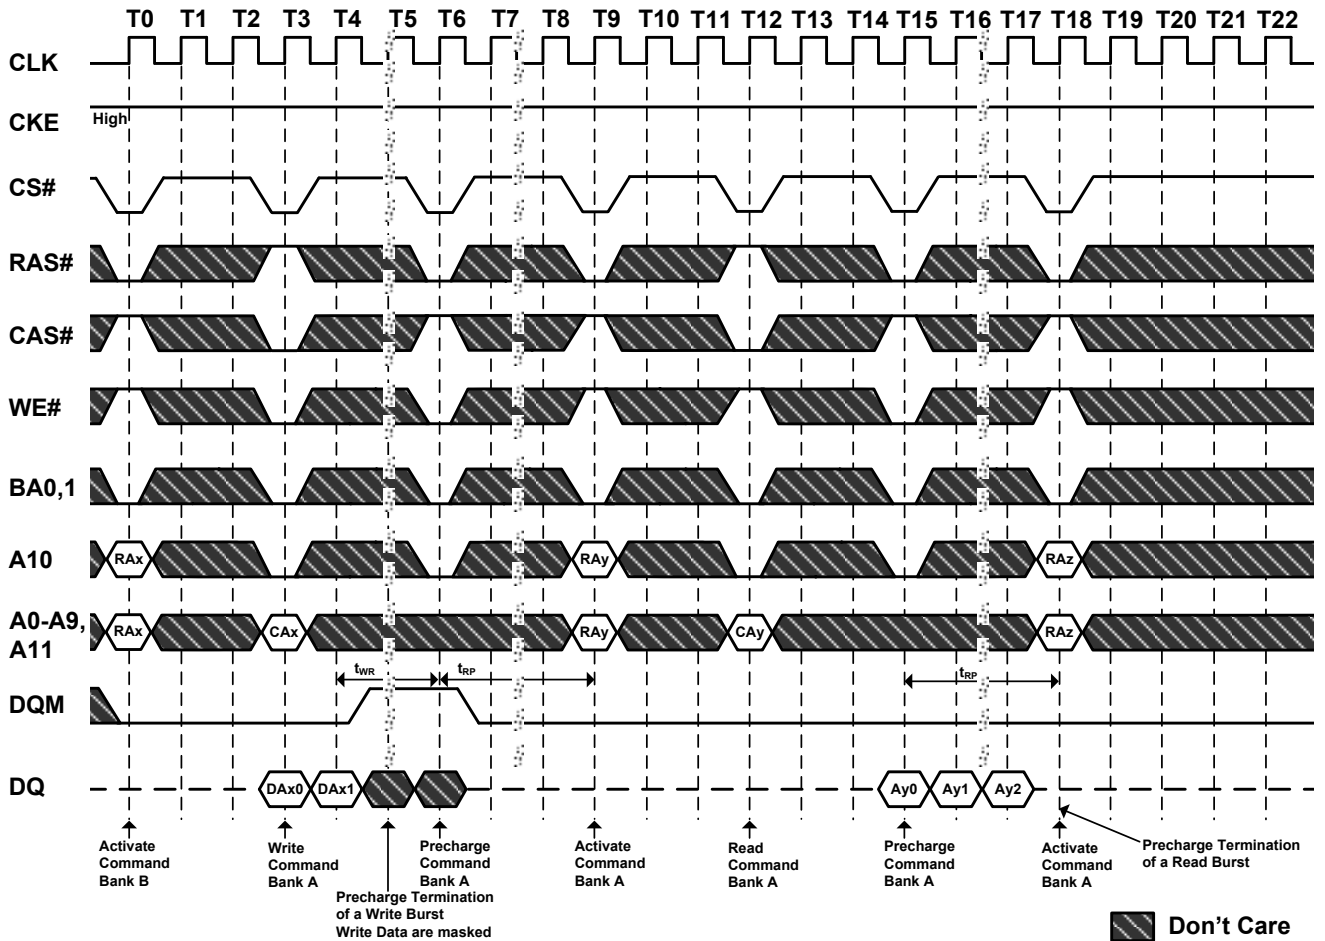 T0 T1 T2 T3 T4 T5 T6 T7 T8 T9 T10 T11 T12 T13 T14 T15 T16 T17 T18 T19 T20 T21 T22
CLK
CKE
High
CS#
RAS#
CAS#
WE#
BA0,1
A10
RAx RAy RAz
A0-A9,
A11
RAx CAx RAy CAy RAz
tWR tRP tRP
DQM
DQ
DAx0 DAx1 Ay0 Ay1 Ay2
Activate
Command
Bank B
Write
Command
Bank A
Precharge Termination
of a Write Burst
Write Data are masked
Precharge
Command
Bank A
Activate
Command
Bank A
Read
Command
Bank A
Precharge
Command
Bank A
Activate
Command
Bank A
Precharge Termination
of a Read Burst
Don't Care